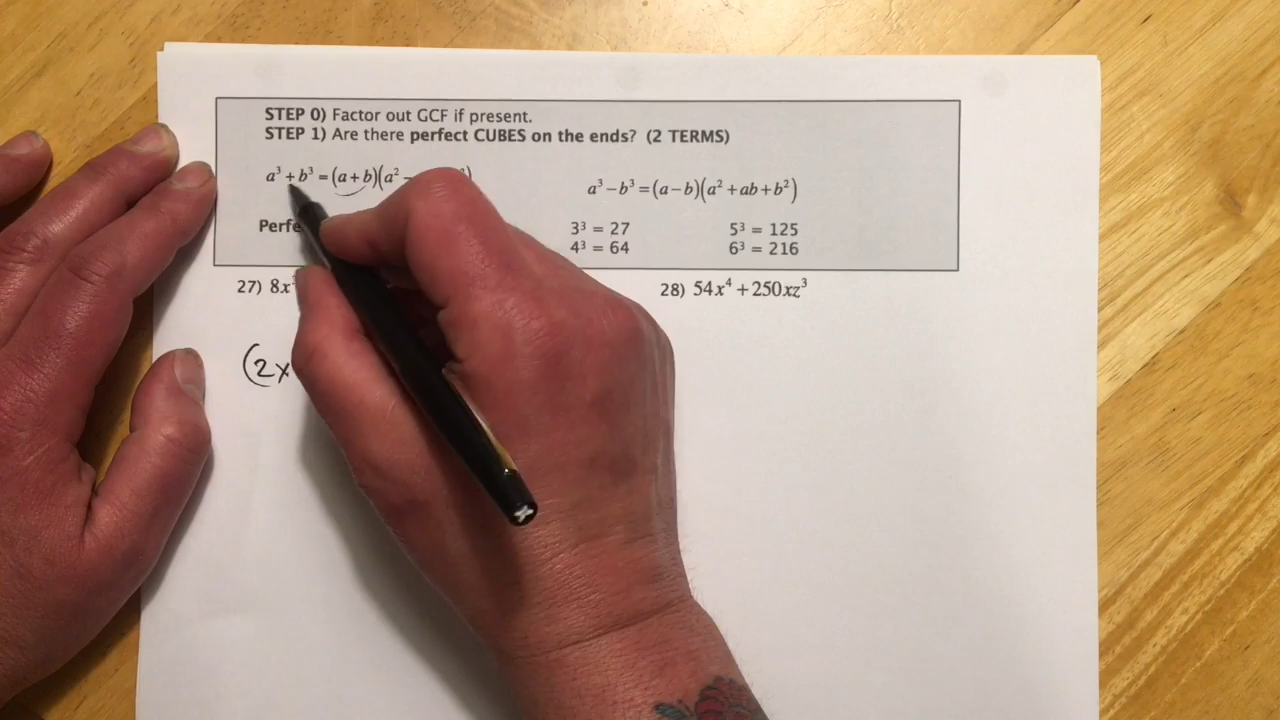 STEP 0) Factor out GCF if present.
STEP 1) Are there perfect CUBES on the ends? (2 TERMS)
a³ + b³ = (a + b)(a² –
a³ – b³ = (a – b)(a² + ab + b²)
3³ = 27 5³ = 125
4³ = 64 6³ = 216
27) 8x
28) 54x⁴ + 250xz³
(2x